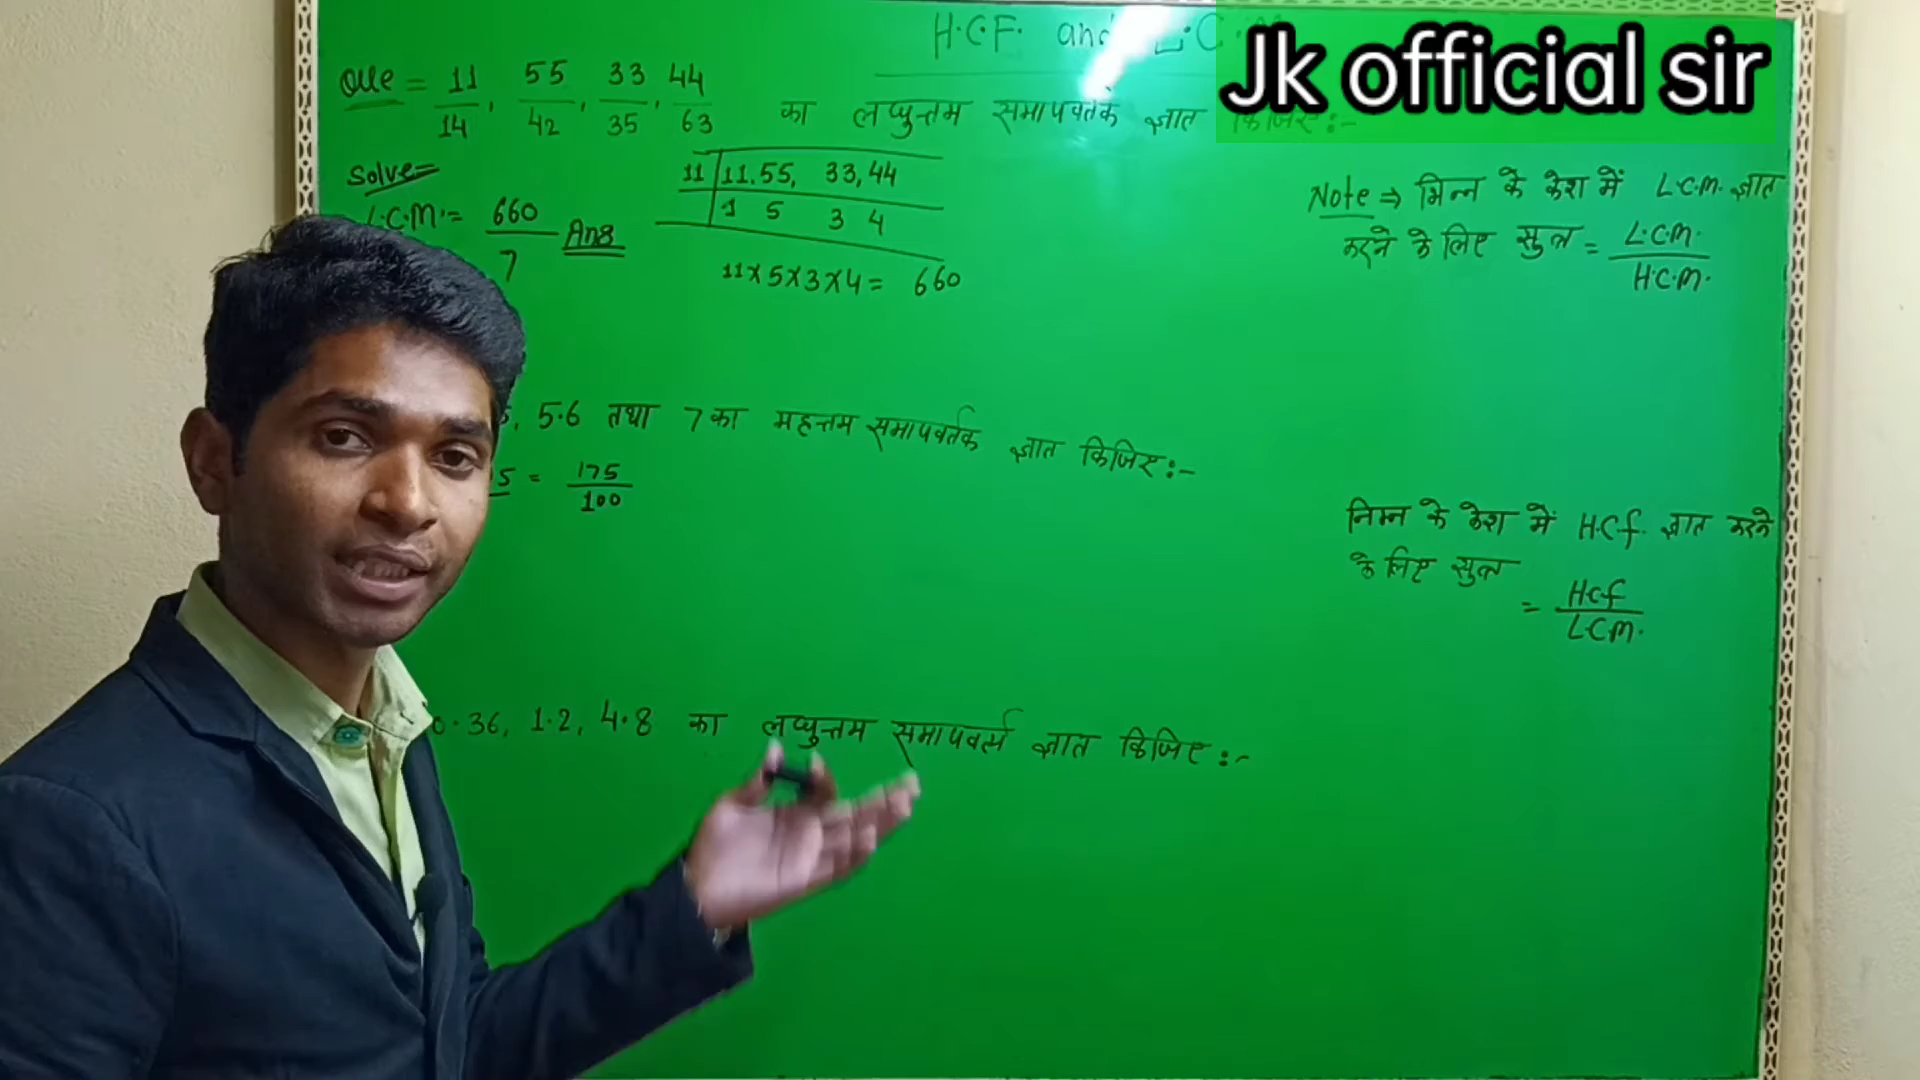 H.C.F. and L.C.M
Jk official sir
Que = 11/14, 55/42, 33/35, 44/63 का लघुत्तम समापवर्तक ज्ञात किजिए:-
Solve=
L.C.M.= 660/7 Ans
11 | 11.55, 33,44
1 5 3 4
11x5x3x4= 660
Note ⇒ भिन्न के केश में L.C.M. ज्ञात
करने के लिए सुत्र = L.C.M./H.C.M.
, 5.6 तथा 7 का महत्तम समापवर्तक ज्ञात किजिए:-
5 = 175/100
निम्न के केश में H.C.f. ज्ञात करने
के लिए सुत्र
= H.c.f/L.C.M.
0.36, 1.2, 4.8 का लघुत्तम समापवर्त्य ज्ञात किजिए:-